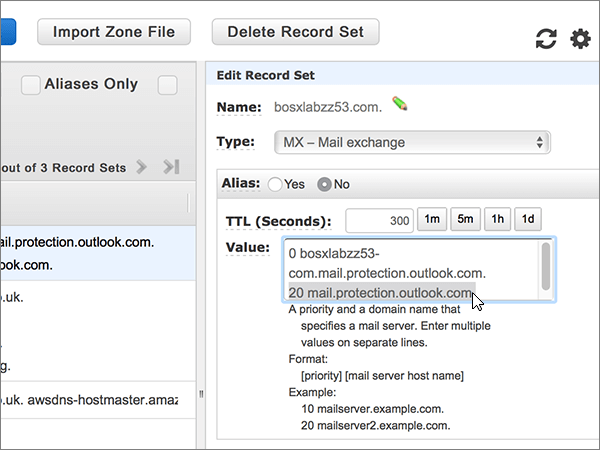 Import Zone File
Delete Record Set
Aliases Only
out of 3 Record Sets
ail.protection.outlook.com.
ook.com.
o.uk.
g.
o.uk. awsdns-hostmaster.amaz
Edit Record Set
Name: bosxlabzz53.com.
Type: MX – Mail exchange
Alias: Yes No
TTL (Seconds): 300 1m 5m 1h 1d
Value: 0 bosxlabzz53-
com.mail.protection.outlook.com.
20 mail.protection.outlook.com
A priority and a domain name that
specifies a mail server. Enter multiple
values on separate lines.
Format:
[priority] [mail server host name]
Example:
10 mailserver.example.com.
20 mailserver2.example.com.